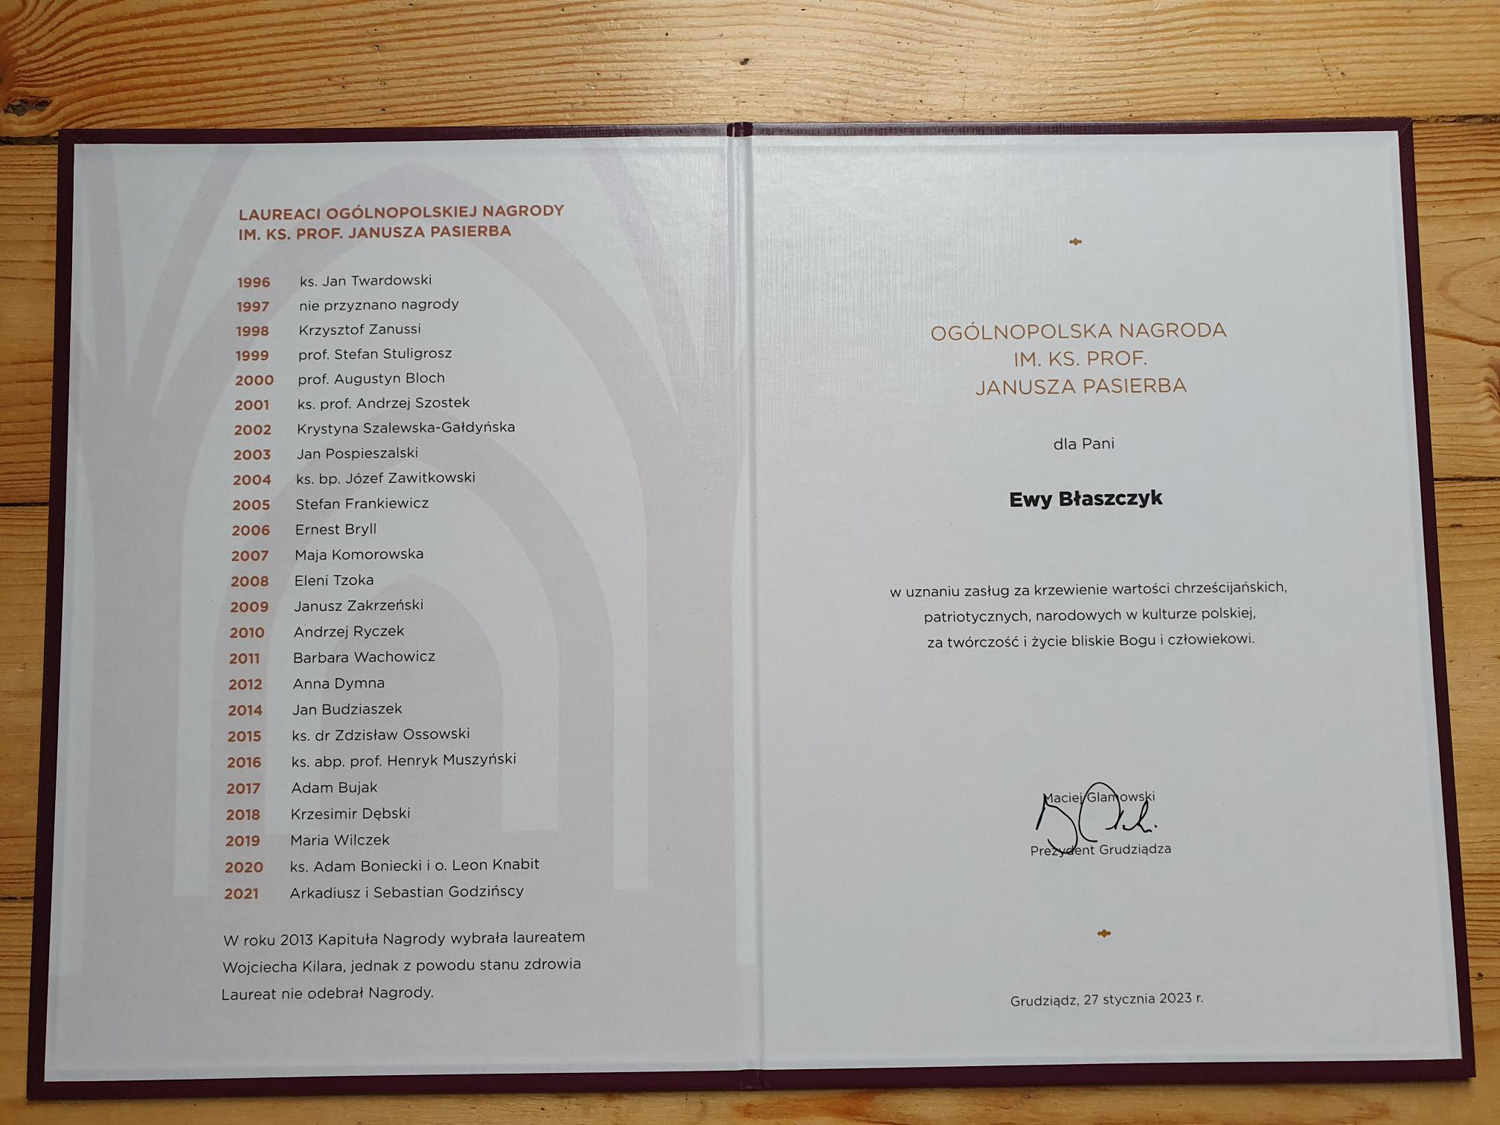 LAUREACI OGÓLNOPOLSKIEJ NAGRODY
IM. KS. PROF. JANUSZA PASIERBA
1996 ks. Jan Twardowski
1997 nie przyznano nagrody
1998 Krzysztof Zanussi
1999 prof. Stefan Stuligrosz
2000 prof. Augustyn Bloch
2001 ks. prof. Andrzej Szostek
2002 Krystyna Szalewska-Gałdyńska
2003 Jan Pospieszalski
2004 ks. bp. Józef Zawitkowski
2005 Stefan Frankiewicz
2006 Ernest Bryll
2007 Maja Komorowska
2008 Eleni Tzoka
2009 Janusz Zakrzeński
2010 Andrzej Ryczek
2011 Barbara Wachowicz
2012 Anna Dymna
2014 Jan Budziaszek
2015 ks. dr Zdzisław Ossowski
2016 ks. abp. prof. Henryk Muszyński
2017 Adam Bujak
2018 Krzesimir Dębski
2019 Maria Wilczek
2020 ks. Adam Boniecki i o. Leon Knabit
2021 Arkadiusz i Sebastian Godzińscy
W roku 2013 Kapituła Nagrody wybrała laureatem
Wojciecha Kilara, jednak z powodu stanu zdrowia
Laureat nie odebrał Nagrody.
OGÓLNOPOLSKA NAGRODA
IM. KS. PROF.
JANUSZA PASIERBA
dla Pani
Ewy Błaszczyk
w uznaniu zasług za krzewienie wartości chrześcijańskich,
patriotycznych, narodowych w kulturze polskiej,
za twórczość i życie bliskie Bogu i człowiekowi.
Maciej Glamowski
Prezydent Grudziądza
Grudziądz, 27 stycznia 2023 r.